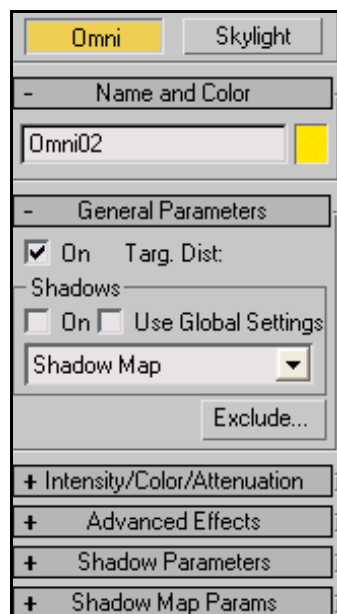 Omni Skylight
- Name and Color
Omni02
- General Parameters
On Targ. Dist:
Shadows
On Use Global Settings
Shadow Map
Exclude...
+ Intensity/Color/Attenuation
+ Advanced Effects
+ Shadow Parameters
+ Shadow Map Params